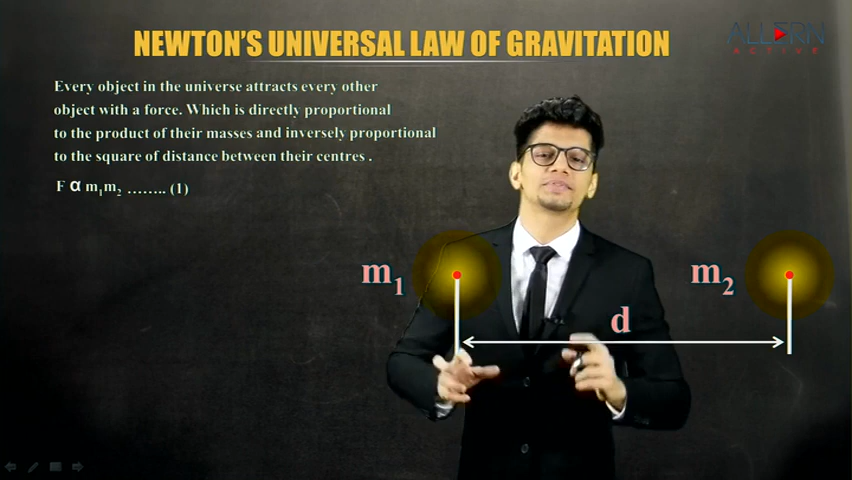 NEWTON'S UNIVERSAL LAW OF GRAVITATION
ALLERN
ACTIVE
Every object in the universe attracts every other
object with a force. Which is directly proportional
to the product of their masses and inversely proportional
to the square of distance between their centres .
F α m₁m₂ …….. (1)
m₁
m₂
d